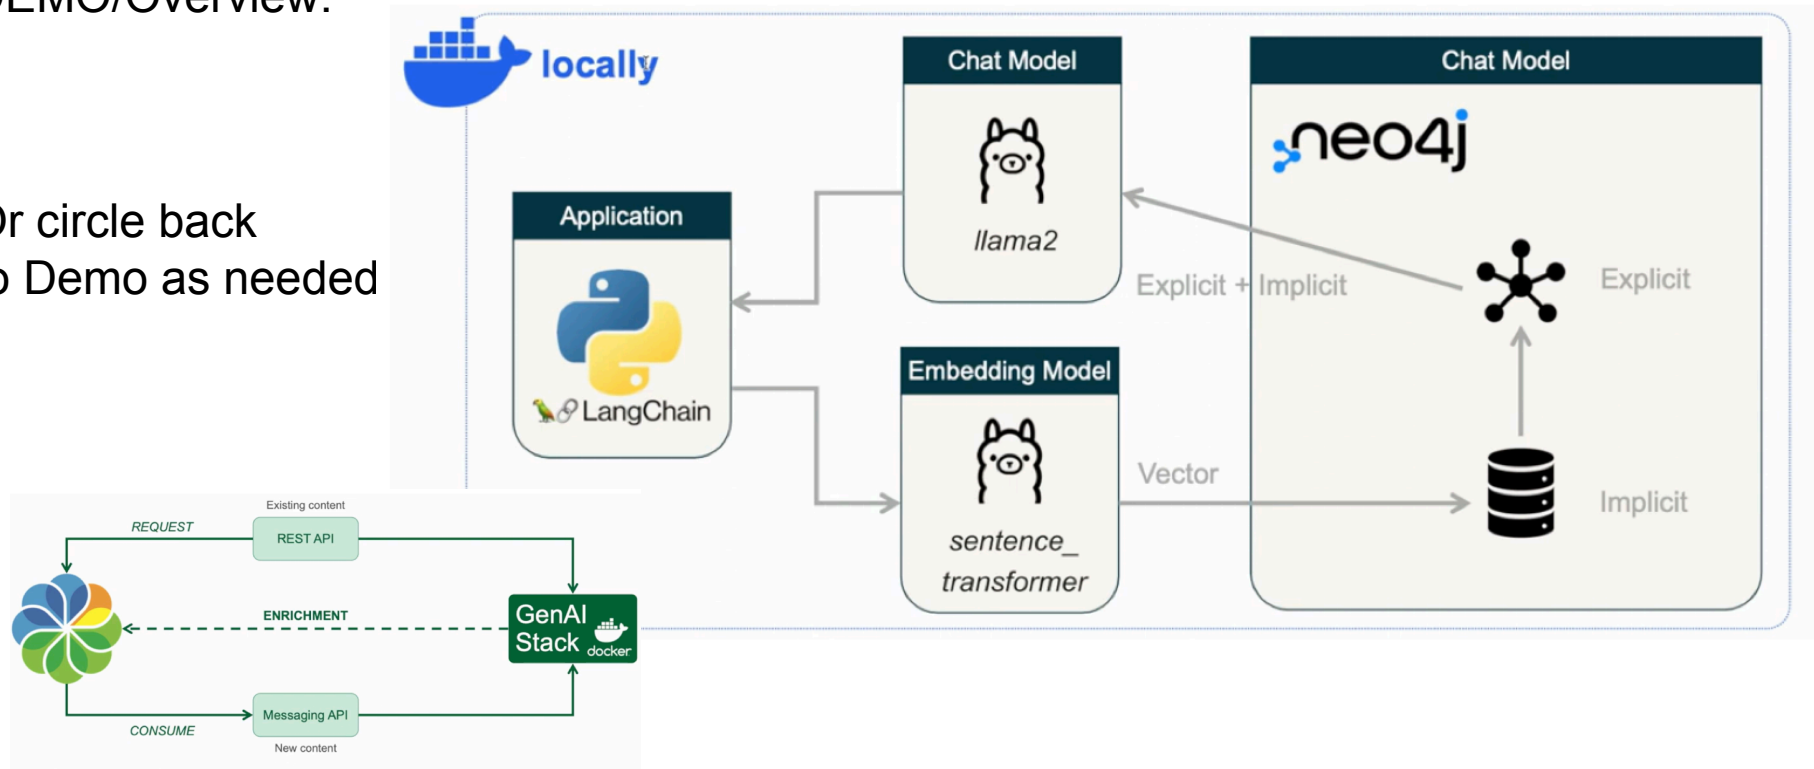 DEMO/Overview:
Or circle back
o Demo as needed
locally
Application
LangChain
Chat Model
llama2
Embedding Model
sentence_
transformer
Explicit + Implicit
Vector
Chat Model
neo4j
Explicit
Implicit
Existing content
REQUEST
REST API
ENRICHMENT
GenAI
Stack
docker
Messaging API
CONSUME
New content